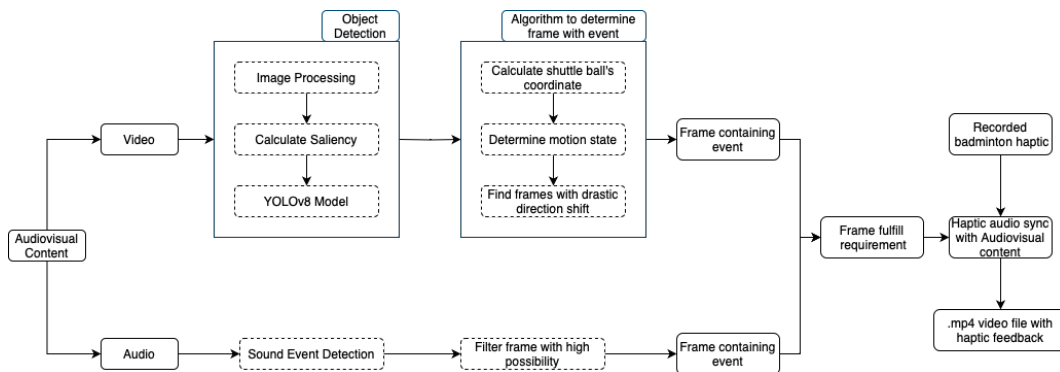 Object
Detection
Algorithm to determine
frame with event
Image Processing
Calculate Saliency
YOLOv8 Model
Calculate shuttle ball's
coordinate
Determine motion state
Find frames with drastic
direction shift
Video
Frame containing
event
Recorded
badminton haptic
Audiovisual
Content
Frame fulfill
requirement
Haptic audio sync
with Audiovisual
content
.mp4 video file with
haptic feedback
Audio
Sound Event Detection
Filter frame with high
possibility
Frame containing
event